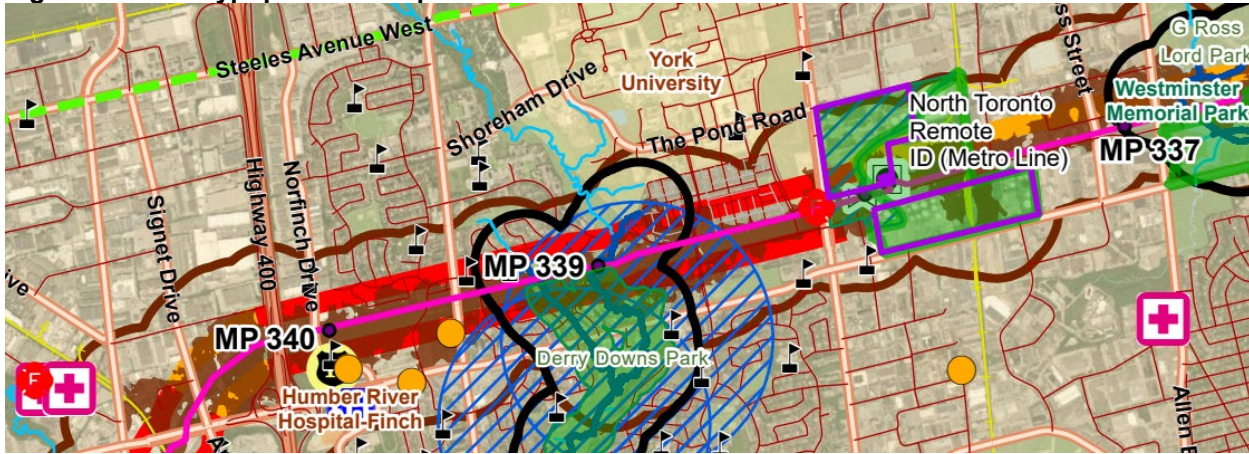 Steeles Avenue West
York
University
G Ross
Lord Park
Westminster
Memorial Park
North Toronto
Remote
ID (Metro Line)
MP 337
Shoreham Drive
The Pond Road
Highway 400
Norfinch Drive
Signet Drive
MP 339
MP 340
Derry Downs Park
Humber River
Hospital-Finch
F
F